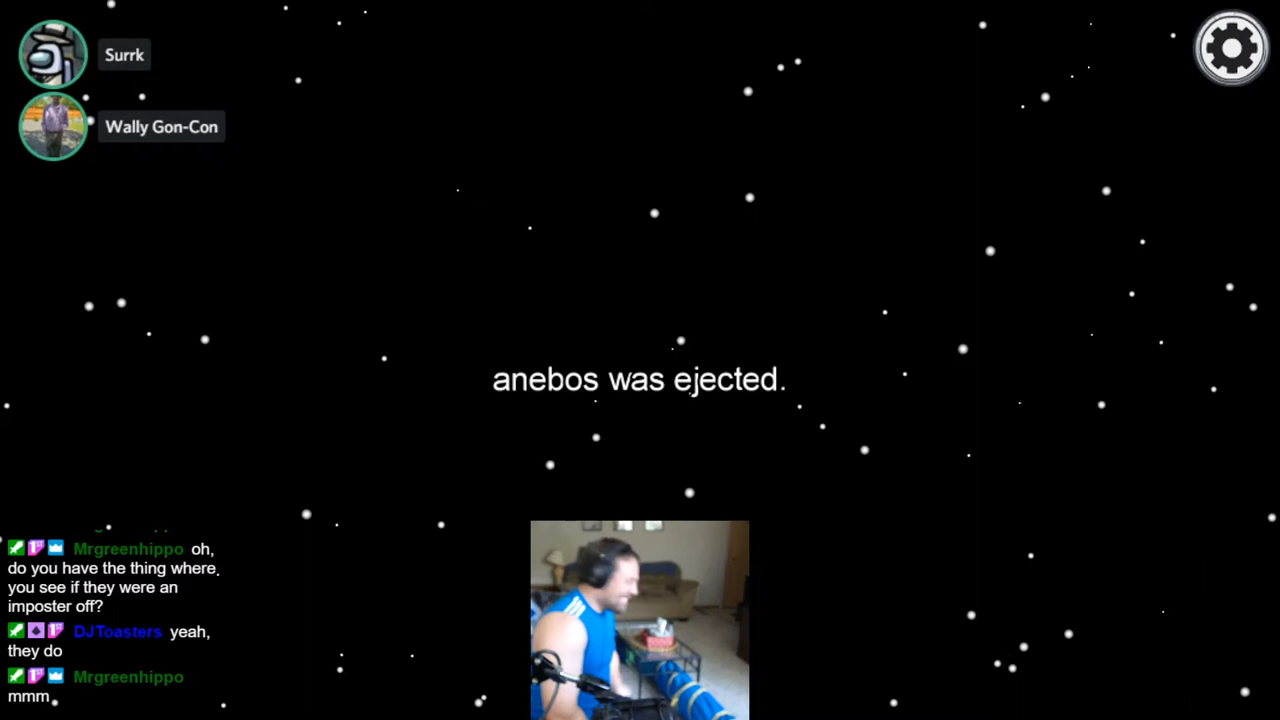 Surrk
Wally Gon-Con
anebos was ejected.
Mrgreenhippo oh,
do you have the thing where
you see if they were an
imposter off?
DJToasters yeah,
they do
Mrgreenhippo
mmm